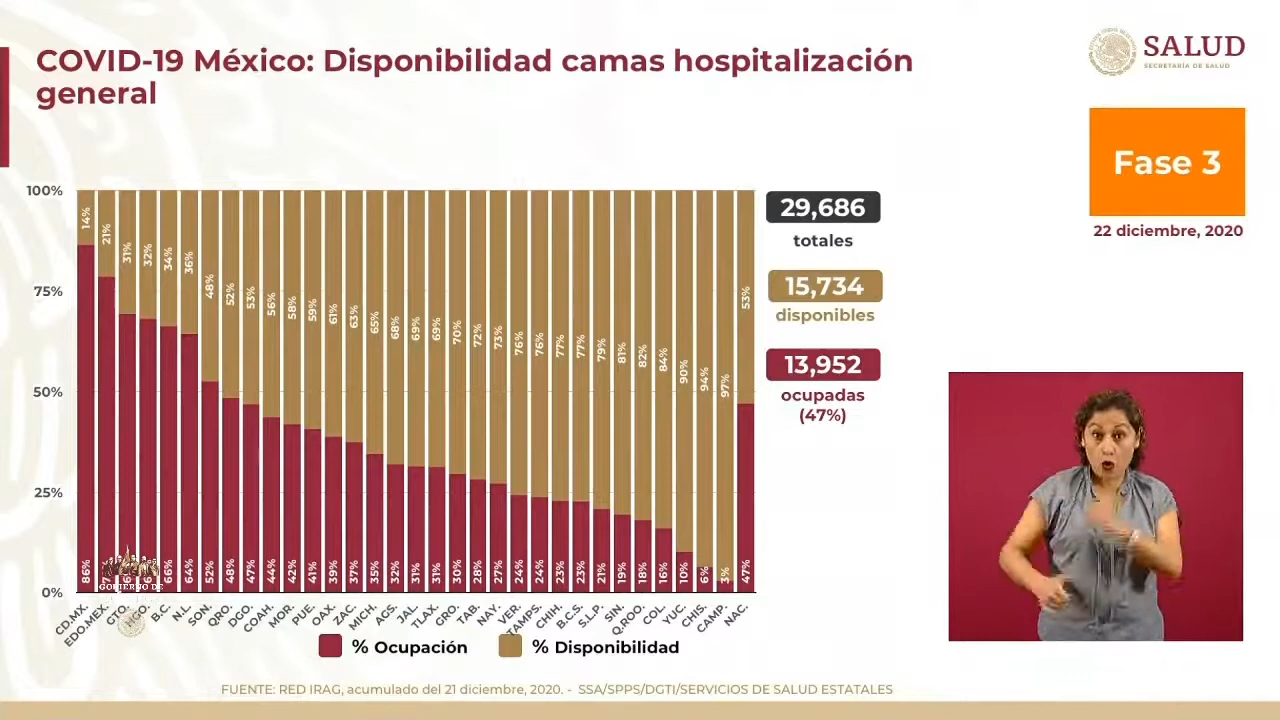 COVID-19 México: Disponibilidad camas hospitalización
general
SALUD
SECRETARÍA DE SALUD
Fase 3
22 diciembre, 2020
100%
75%
50%
25%
0%
14% 21% 31% 32% 34% 36% 48% 52% 53% 56% 58% 59% 61% 63% 65% 68% 69% 69% 70% 72% 73% 76% 76% 77% 77% 79% 81% 82% 84% 90% 94% 97% 53%
86% 66% 64% 52% 48% 47% 44% 42% 41% 39% 37% 35% 32% 31% 31% 30% 28% 27% 24% 24% 23% 23% 21% 19% 18% 16% 10% 6% 3% 47%
GOBIERNO DE
CD.MX. EDO.MEX. GTO. HGO. B.C. N.L. SON. QRO. DGO. COAH. MOR. PUE. OAX. ZAC. MICH. AGS. JAL. TLAX. GRO. TAB. NAY. VER. TAMPS. CHIH. B.C.S. S.L.P. SIN. Q.ROO. COL. YUC. CHIS. CAMP. NAC.
29,686
totales
15,734
disponibles
13,952
ocupadas
(47%)
% Ocupación % Disponibilidad
FUENTE: RED IRAG, acumulado del 21 diciembre, 2020. - SSA/SPPS/DGTI/SERVICIOS DE SALUD ESTATALES